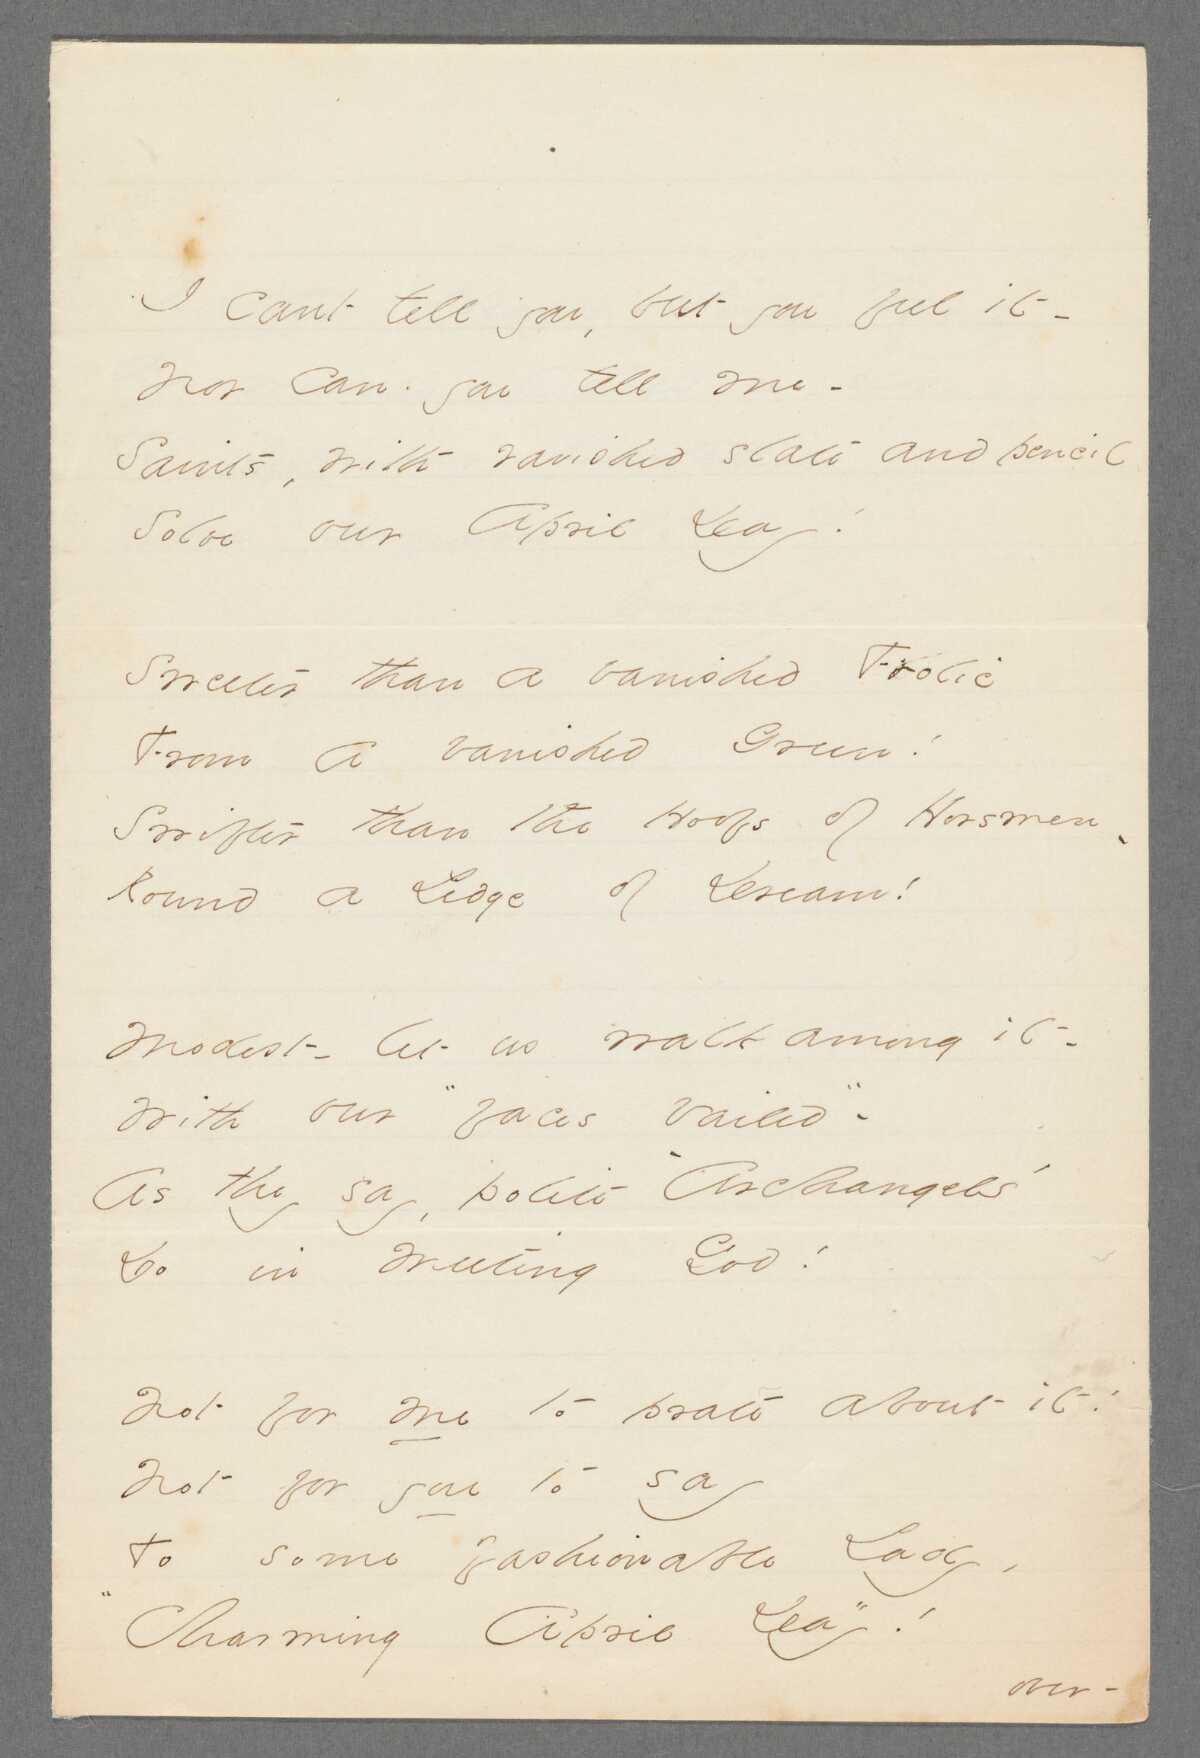 I cant tell you, but you feel it -
Nor can you tell me -
Saints, with vanished slate and pencil
Solve our April Day!
Sweeter than a vanished Frolic
From a vanished Green!
Swifter than the Hoofs of Horsmen
Round a Ledge of Dream!
Modest - let us walk among it -
With our "faces vailed" -
As they say, polite Archangels
Do in meeting God!
Not for me to prate about it!
Not for you to say
To some fashionable Lady,
"Charming April Day"!
over -